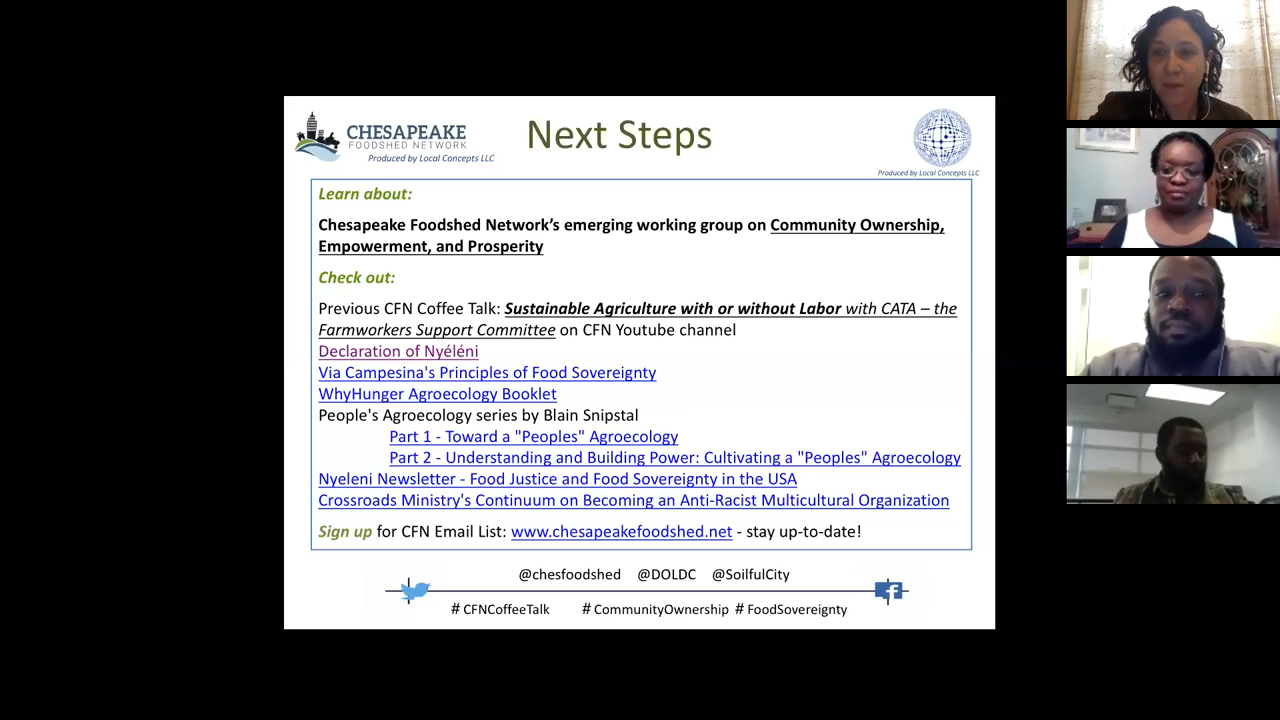 CHESAPEAKE
FOODSHED NETWORK
Produced by Local Concepts LLC
Next Steps
Produced by Local Concepts LLC
Learn about:
Chesapeake Foodshed Network's emerging working group on Community Ownership,
Empowerment, and Prosperity
Check out:
Previous CFN Coffee Talk: Sustainable Agriculture with or without Labor with CATA – the
Farmworkers Support Committee on CFN Youtube channel
Declaration of Nyéléni
Via Campesina's Principles of Food Sovereignty
WhyHunger Agroecology Booklet
People's Agroecology series by Blain Snipstal
Part 1 - Toward a "Peoples" Agroecology
Part 2 - Understanding and Building Power: Cultivating a "Peoples" Agroecology
Nyeleni Newsletter - Food Justice and Food Sovereignty in the USA
Crossroads Ministry's Continuum on Becoming an Anti-Racist Multicultural Organization
Sign up for CFN Email List: www.chesapeakefoodshed.net - stay up-to-date!
@chesfoodshed @DOLDC @SoilfulCity
# CFNCoffeeTalk # CommunityOwnership # FoodSovereignty